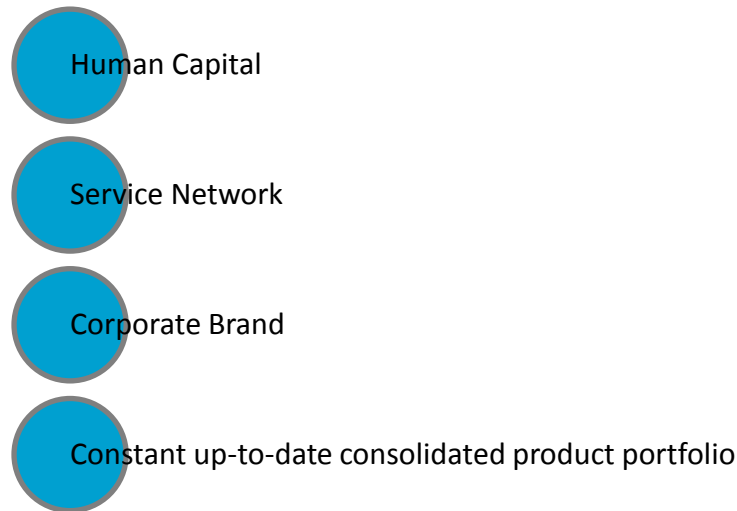 Human Capital
Service Network
Corporate Brand
Constant up-to-date consolidated product portfolio